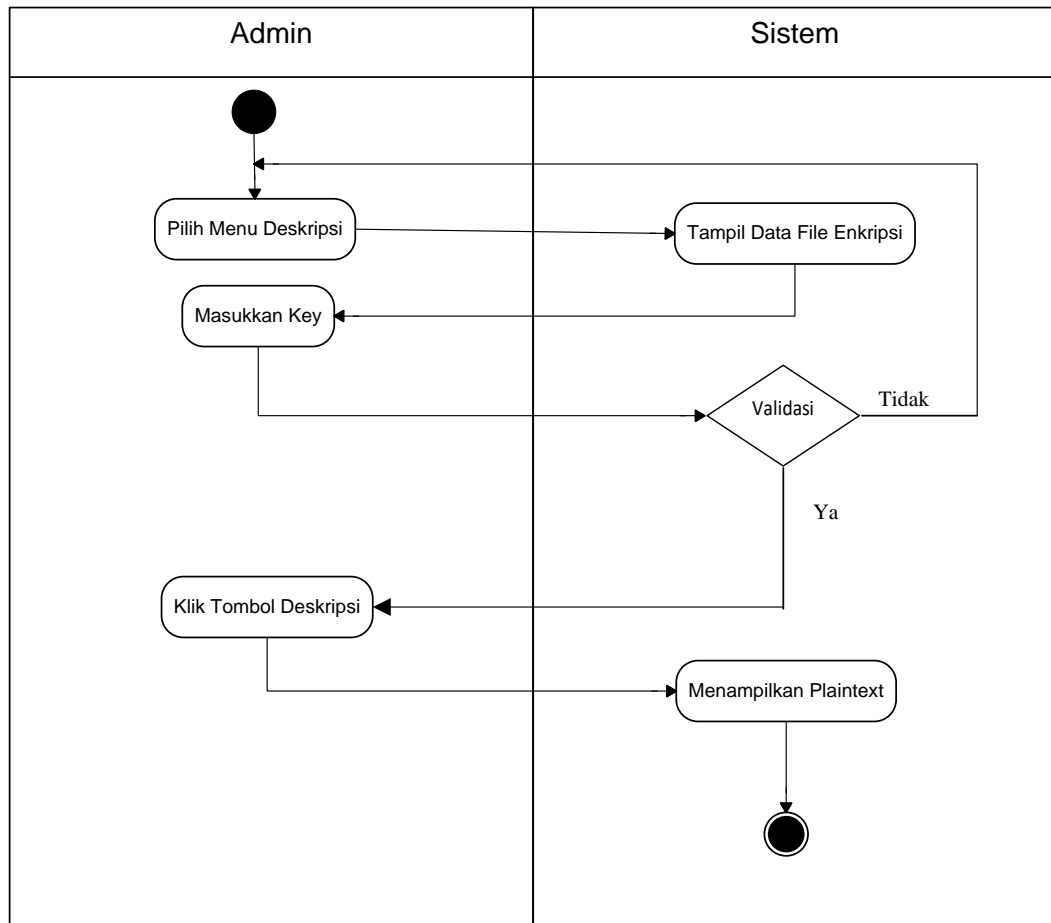 Admin
Sistem
Pilih Menu Deskripsi
Tampil Data File Enkripsi
Masukkan Key
Validasi
Tidak
Ya
Klik Tombol Deskripsi
Menampilkan Plaintext